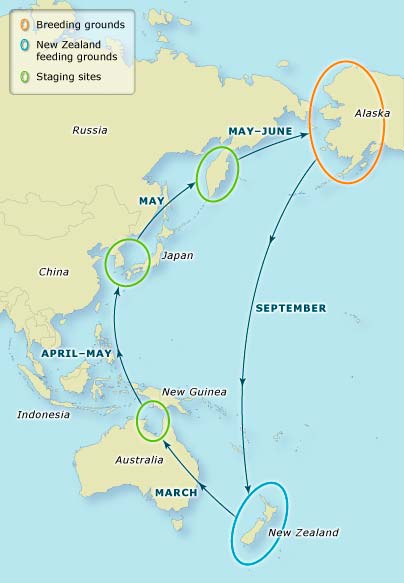 Breeding grounds
New Zealand
feeding grounds
Staging sites
Alaska
Russia
MAY–JUNE
MAY
Japan
China
SEPTEMBER
APRIL–MAY
New Guinea
Indonesia
Australia
MARCH
New Zealand